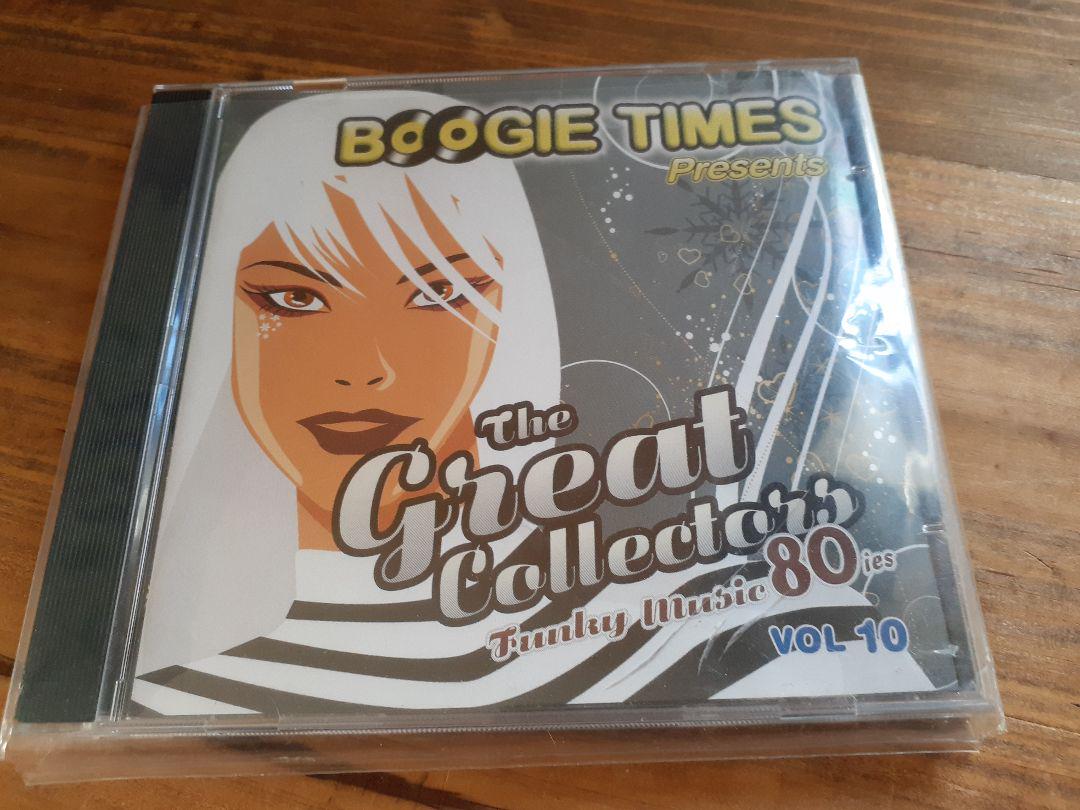 BOOGIE TIMES
Presents
The
Great
Collectors
Funky Music 80ies
VOL 10